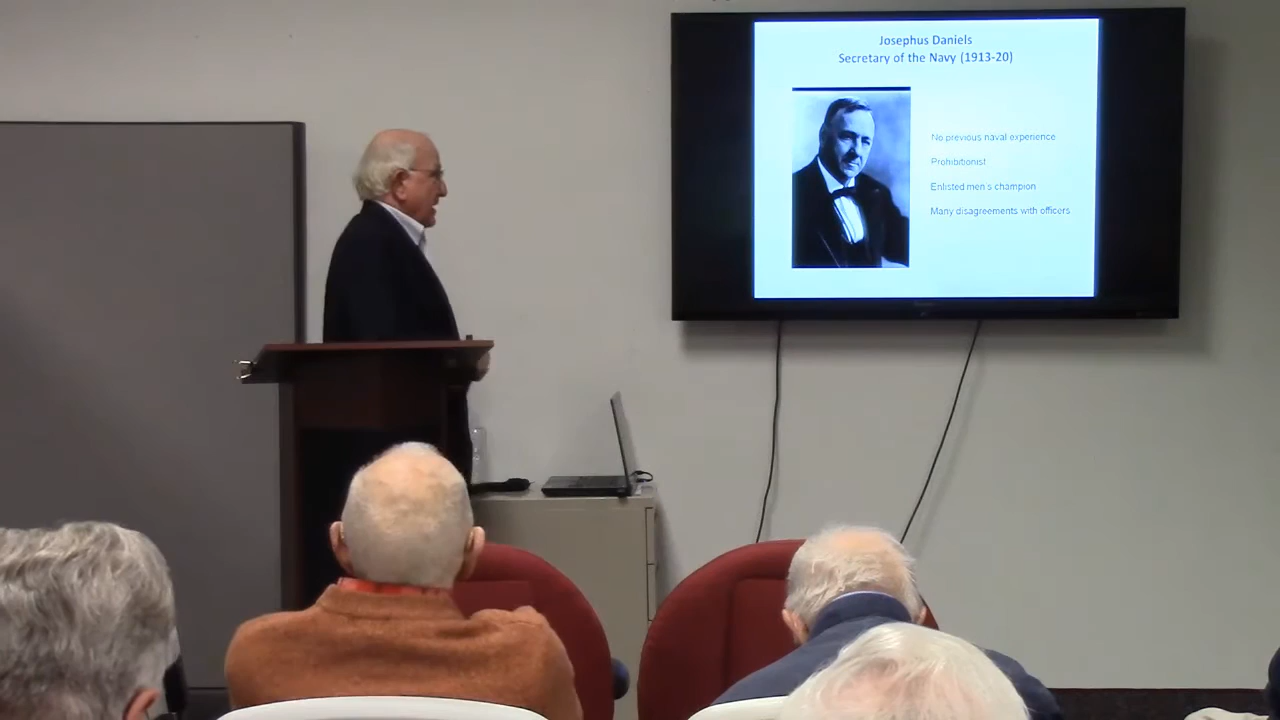 Josephus Daniels
Secretary of the Navy (1913-20)
No previous naval experience
Prohibitionist
Enlisted men's champion
Many disagreements with officers